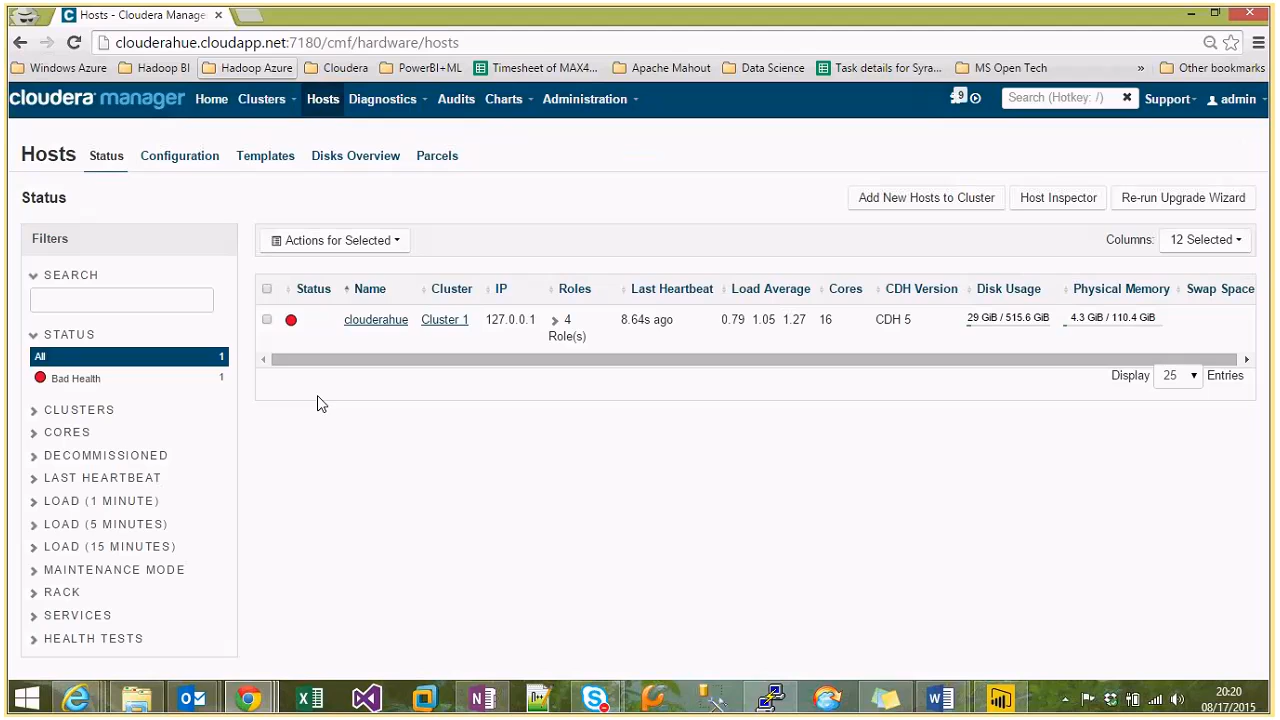 Hosts - Cloudera Manage
clouderahue.cloudapp.net:7180/cmf/hardware/hosts
Windows Azure Hadoop BI Hadoop Azure Cloudera PowerBI+ML Timesheet of MAX4... Apache Mahout Data Science Task details for Syra... MS Open Tech » Other bookmarks
cloudera manager Home Clusters Hosts Diagnostics Audits Charts Administration 9 Search (Hotkey: /) Support admin
Hosts Status Configuration Templates Disks Overview Parcels
Status Add New Hosts to Cluster Host Inspector Re-run Upgrade Wizard
Filters Actions for Selected Columns: 12 Selected
SEARCH
Status Name Cluster IP Roles Last Heartbeat Load Average Cores CDH Version Disk Usage Physical Memory Swap Space
clouderahue Cluster 1 127.0.0.1 4 8.64s ago 0.79 1.05 1.27 16 CDH 5 29 GiB / 515.6 GiB 4.3 GiB / 110.4 GiB
Role(s)
STATUS
All 1
Bad Health 1
Display 25 Entries
CLUSTERS
CORES
DECOMMISSIONED
LAST HEARTBEAT
LOAD (1 MINUTE)
LOAD (5 MINUTES)
LOAD (15 MINUTES)
MAINTENANCE MODE
RACK
SERVICES
HEALTH TESTS
20:20
08/17/2015